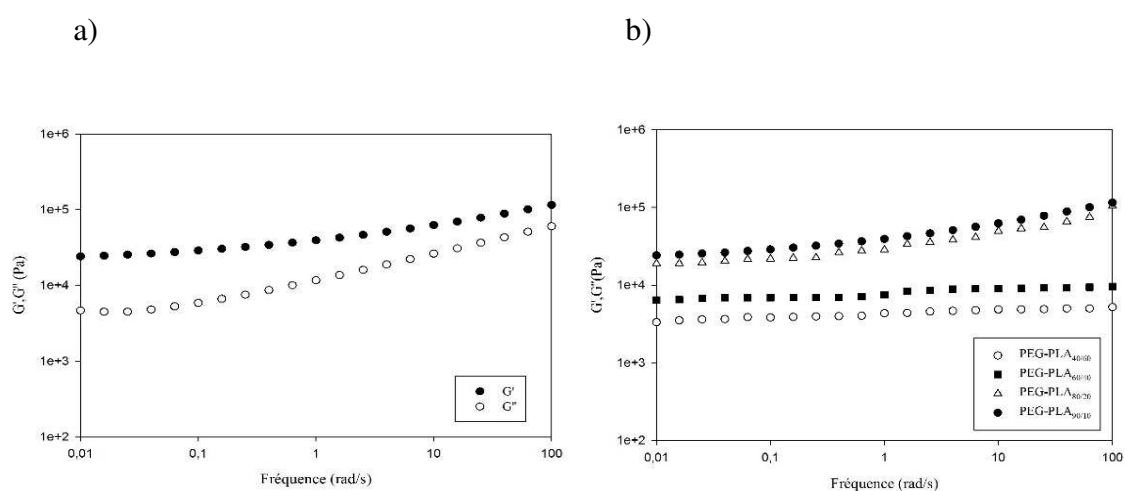 a)
b)
1e+6
1e+5
1e+4
1e+3
1e+2
G',G" (Pa)
G'
G"
0,01 0,1 1 10 100
Fréquence (rad/s)
1e+6
1e+5
1e+4
1e+3
1e+2
G',G"(Pa)
PEG-PLA40/60
PEG-PLA60/40
PEG-PLA80/20
PEG-PLA90/10
0,01 0,1 1 10 100
Fréquence (rad/s)